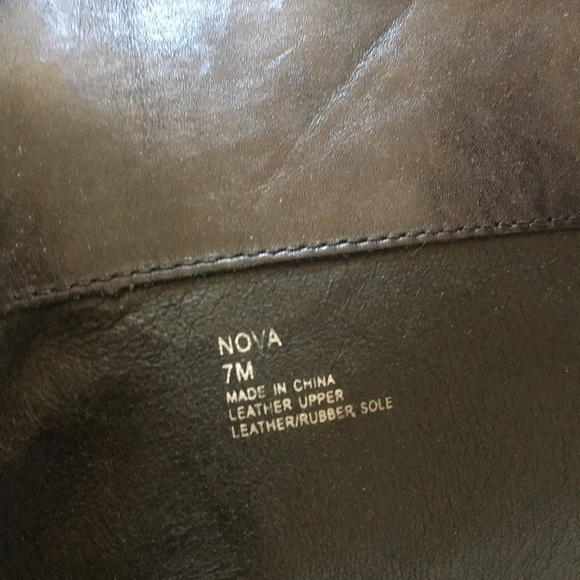 NOVA
7M
MADE IN CHINA
LEATHER UPPER
LEATHER/RUBBER SOLE